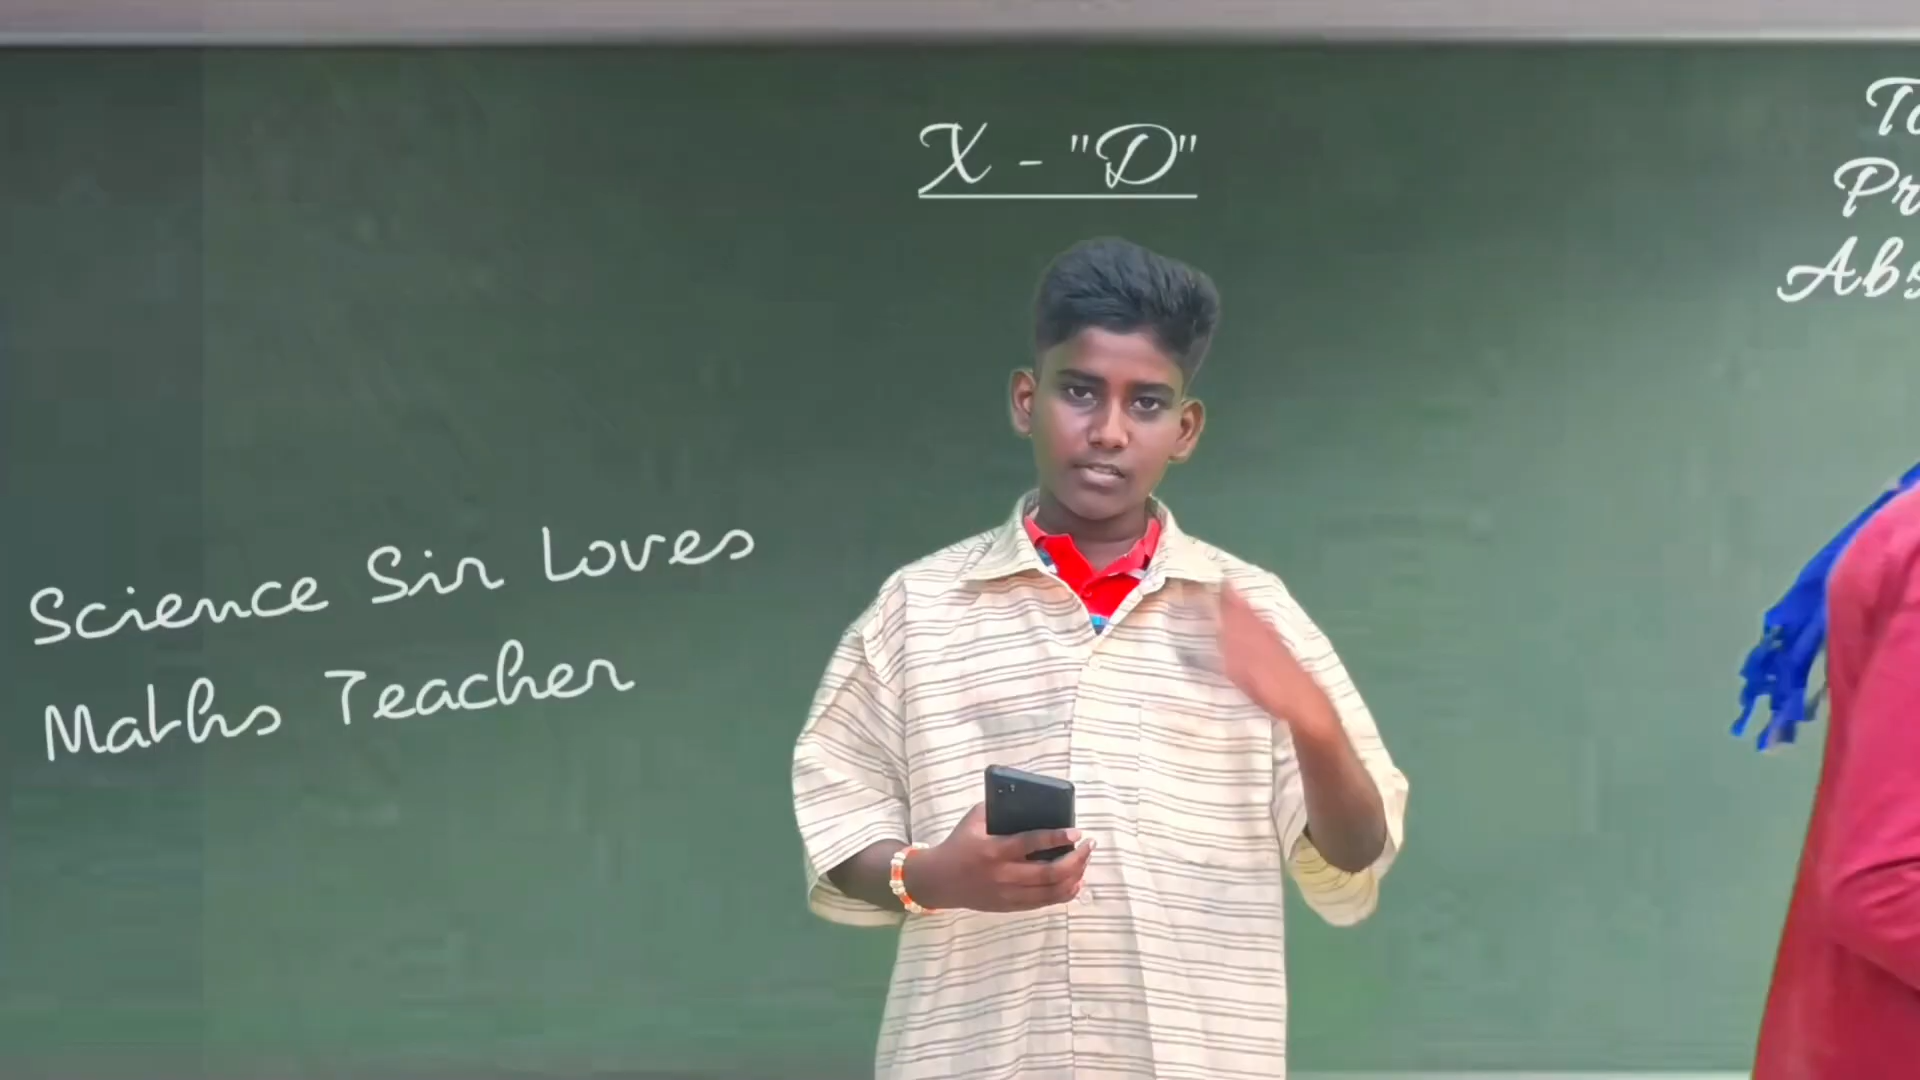 X - "D"
Science Sir Loves
Maths Teacher